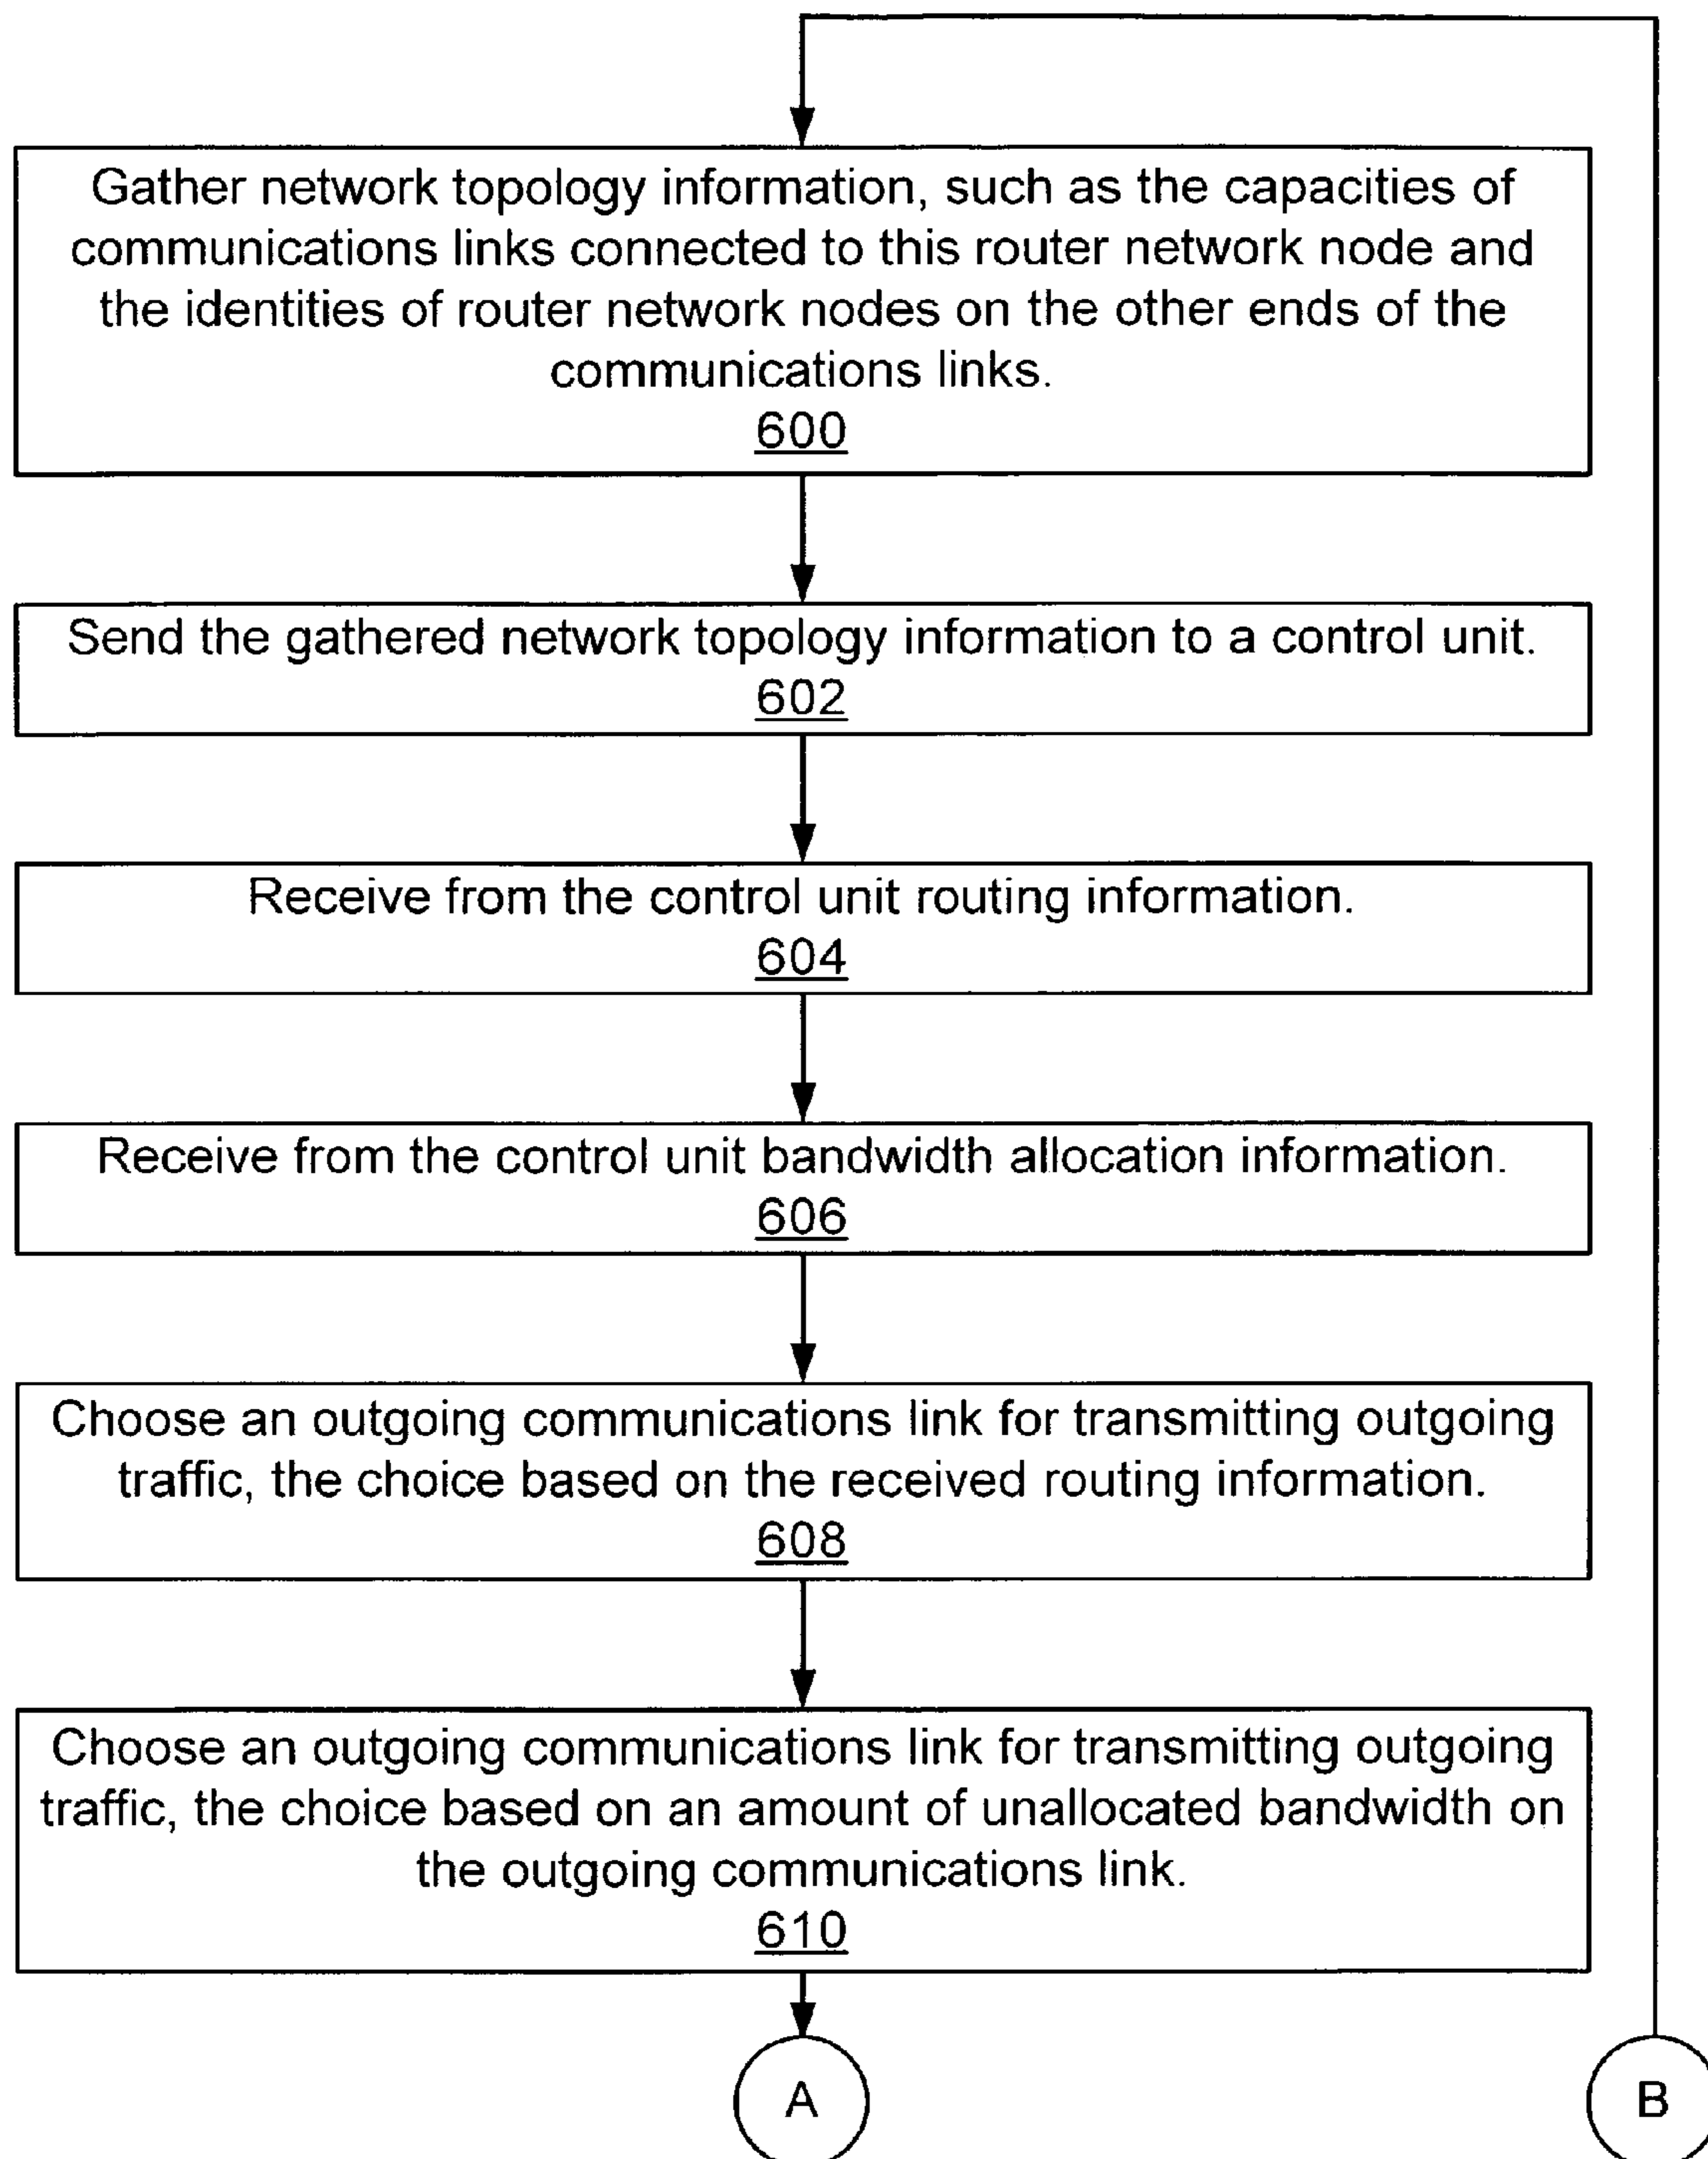 Gather network topology information, such as the capacities of
communications links connected to this router network node and
the identities of router network nodes on the other ends of the
communications links.
600
Send the gathered network topology information to a control unit.
602
Receive from the control unit routing information.
604
Receive from the control unit bandwidth allocation information.
606
Choose an outgoing communications link for transmitting outgoing
traffic, the choice based on the received routing information.
608
Choose an outgoing communications link for transmitting outgoing
traffic, the choice based on an amount of unallocated bandwidth on
the outgoing communications link.
610
A
B